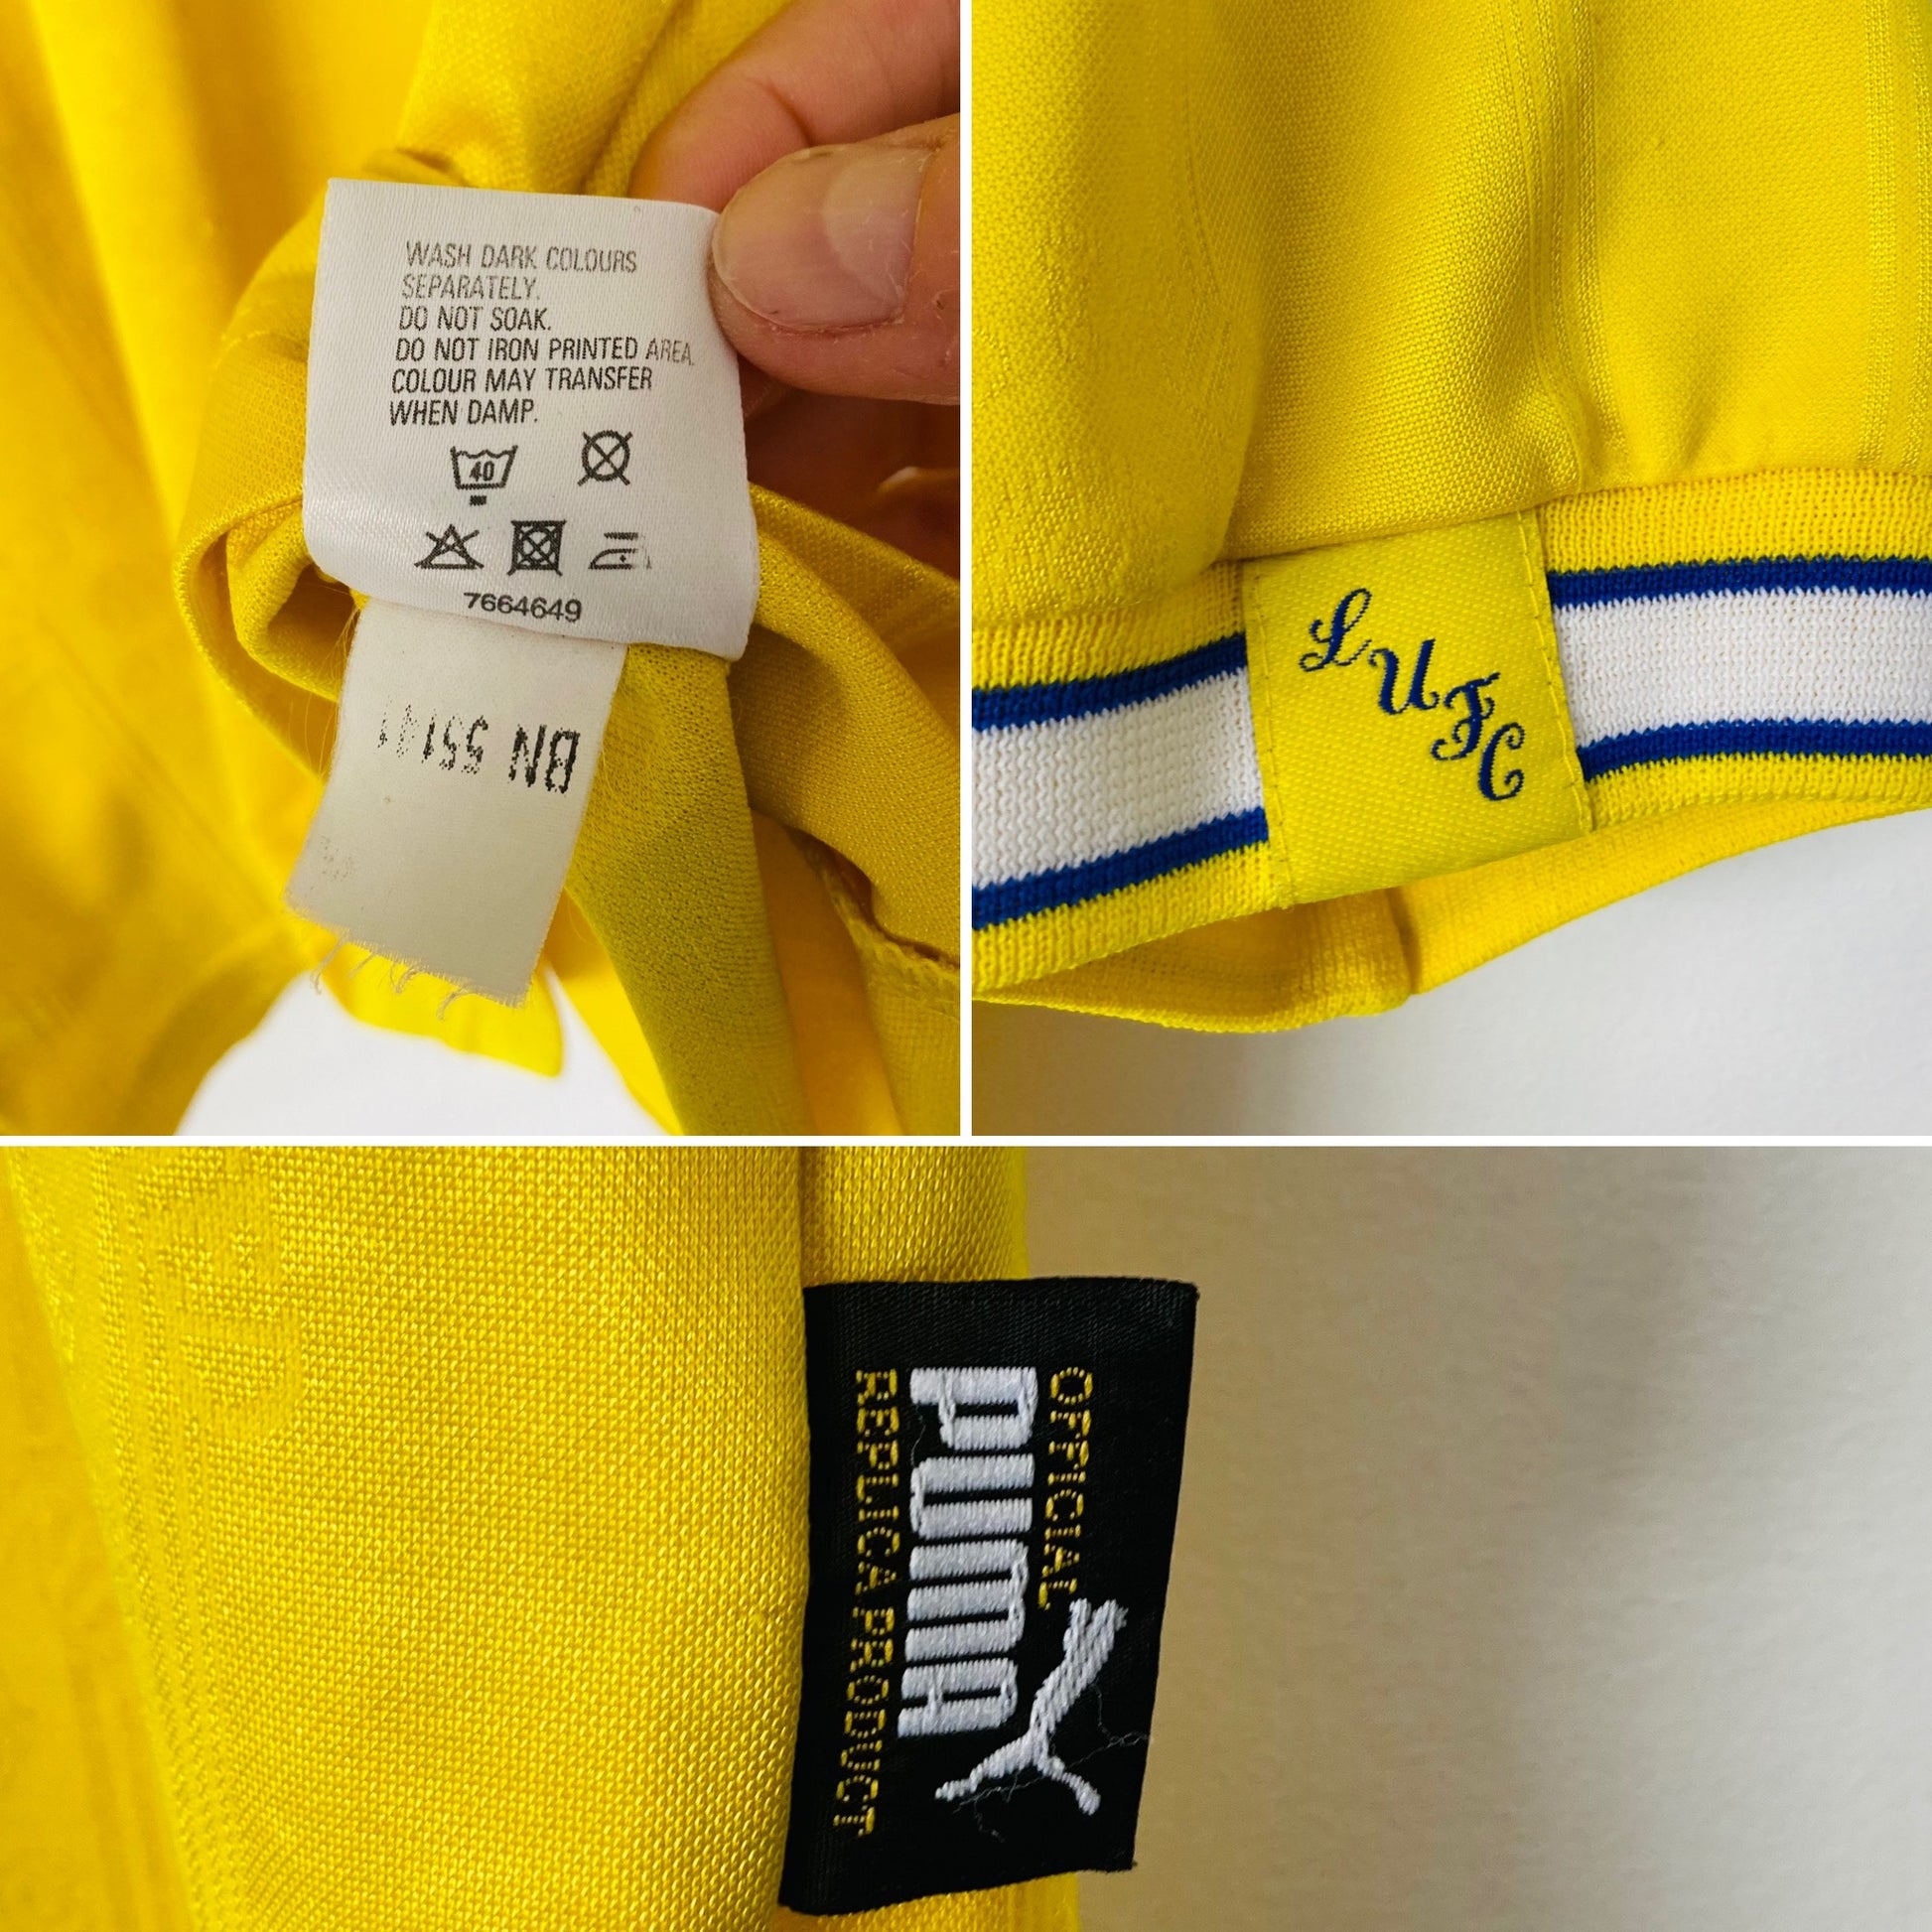 WASH DARK COLOURS
SEPARATELY.
DO NOT SOAK.
DO NOT IRON PRINTED AREA.
COLOUR MAY TRANSFER
WHEN DAMP.
40
7664649
BN
LUFC
OFFICIAL
PUMA
REPLICA PRODUCT